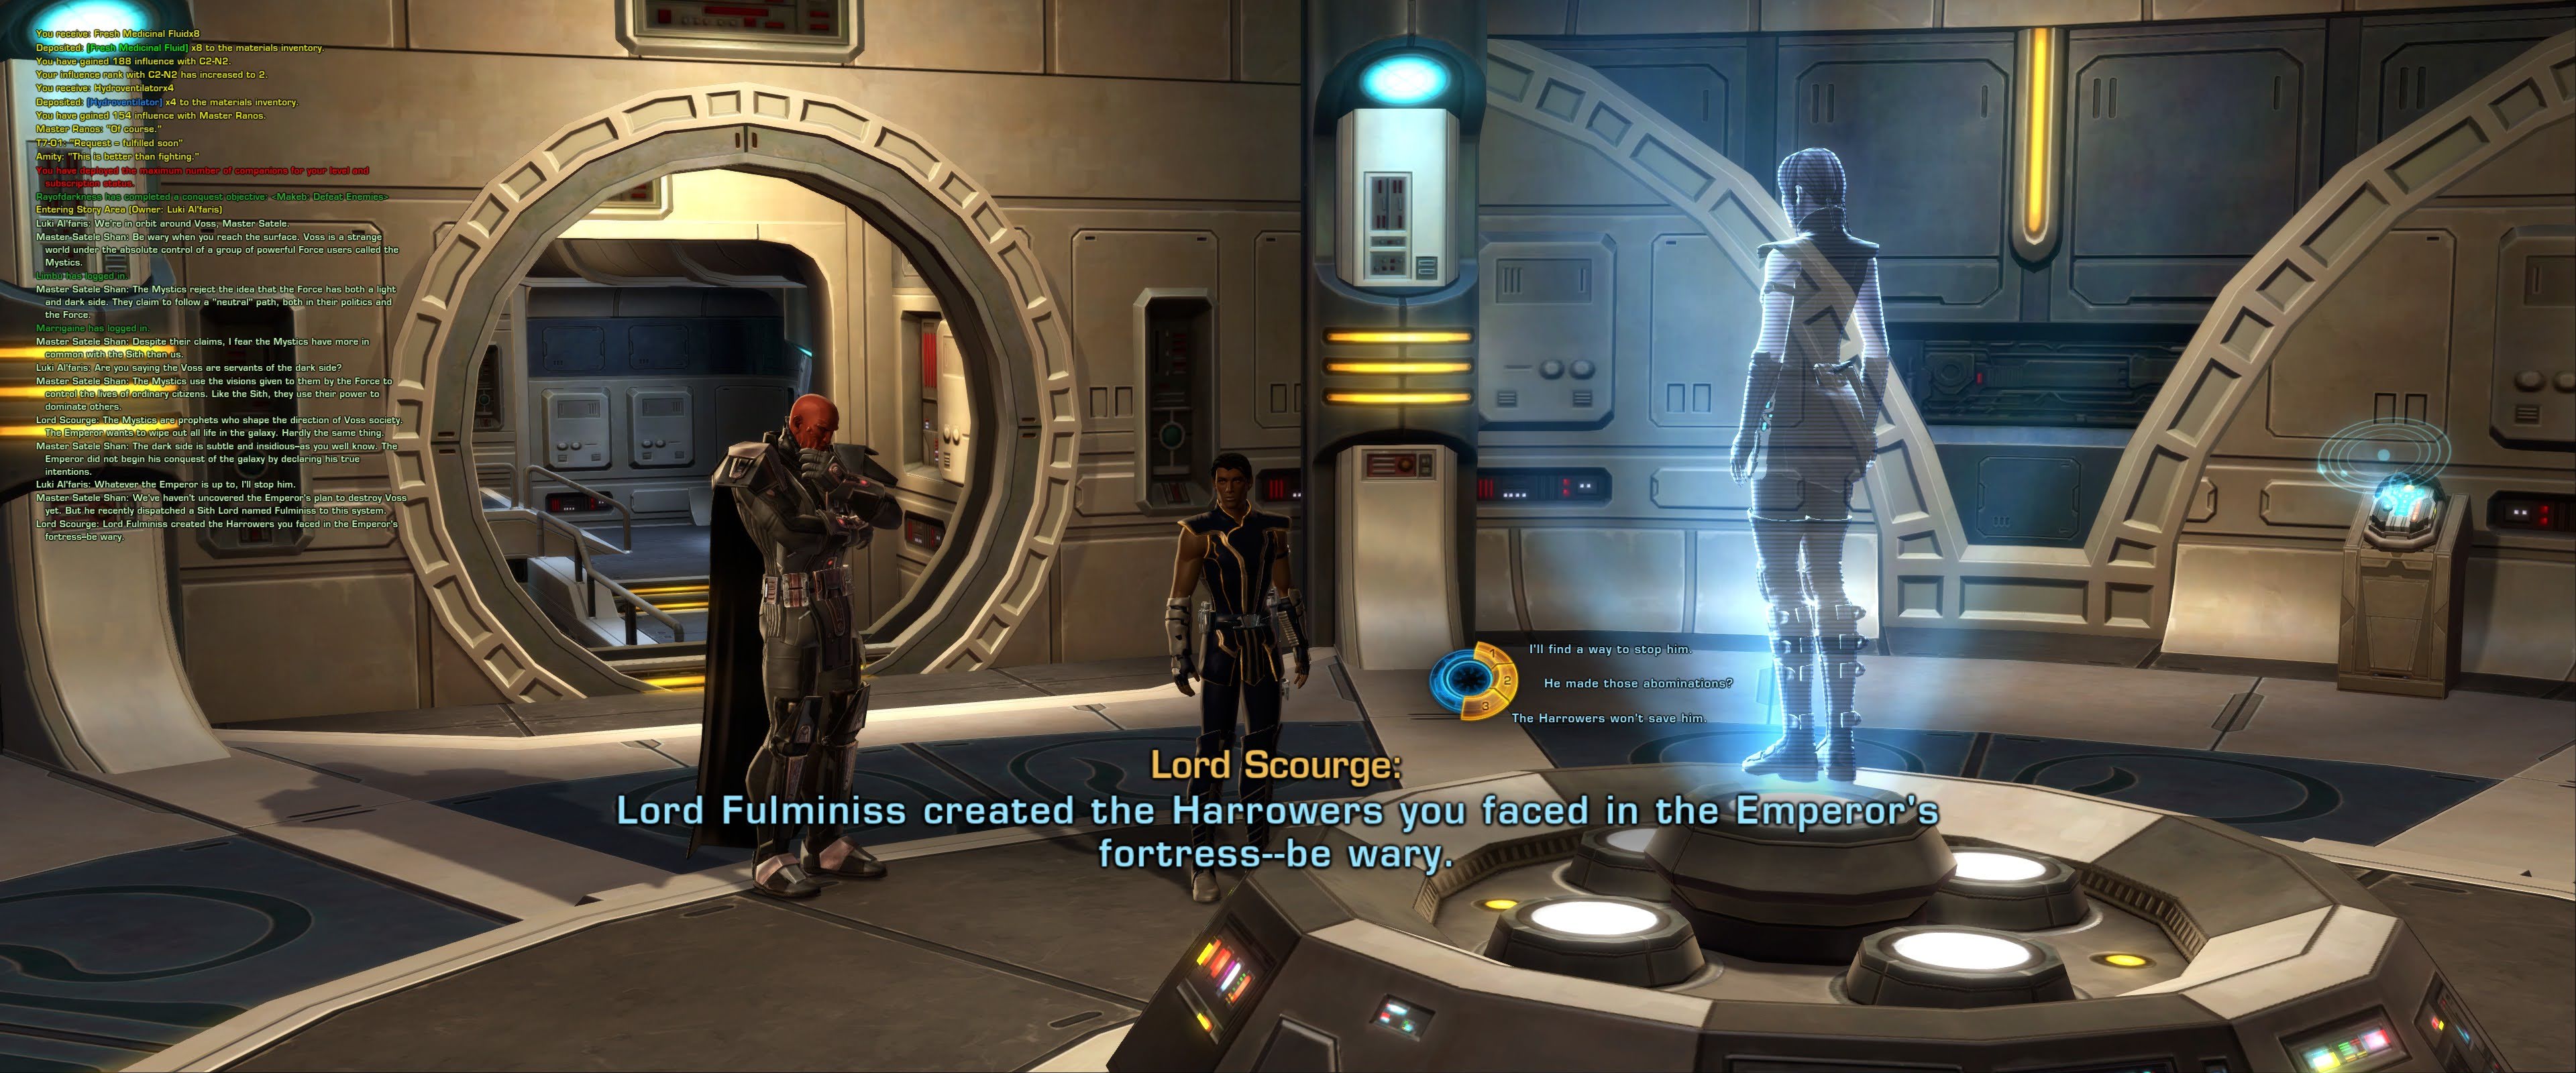 You receive: Fresh Medicinal Fluidx8
Deposited: [Fresh Medicinal Fluid] x8 to the materials inventory.
You have gained 188 influence with C2-N2.
Your influence rank with C2-N2 has increased to 2.
You receive: Hydroventilatorx4
Deposited: [Hydroventilator] x4 to the materials inventory.
You have gained 154 influence with Master Ranos.
Master Ranos: "Of course."
T7-O1: "Request = fulfilled soon"
Amity: "This is better than fighting."
You have deployed the maximum number of companions for your level and
subscription status.
Rayofdarkness has completed a conquest objective: <Makeb: Defeat Enemies>
Entering Story Area (Owner: Luki Al'faris)
Luki Al'faris: We're in orbit around Voss, Master Satele.
Master Satele Shan: Be wary when you reach the surface. Voss is a strange
world under the absolute control of a group of powerful Force users called the
Mystics.
Limbu has logged in.
Master Satele Shan: The Mystics reject the idea that the Force has both a light
and dark side. They claim to follow a "neutral" path, both in their politics and
the Force.
Marrigaine has logged in.
Master Satele Shan: Despite their claims, I fear the Mystics have more in
common with the Sith than us.
Luki Al'faris: Are you saying the Voss are servants of the dark side?
Master Satele Shan: The Mystics use the visions given to them by the Force to
control the lives of ordinary citizens. Like the Sith, they use their power to
dominate others.
Lord Scourge: The Mystics are prophets who shape the direction of Voss society.
The Emperor wants to wipe out all life in the galaxy. Hardly the same thing.
Master Satele Shan: The dark side is subtle and insidious--as you well know. The
Emperor did not begin his conquest of the galaxy by declaring his true
intentions.
Luki Al'faris: Whatever the Emperor is up to, I'll stop him.
Master Satele Shan: We've haven't uncovered the Emperor's plan to destroy Voss
yet. But he recently dispatched a Sith Lord named Fulminiss to this system.
Lord Scourge: Lord Fulminiss created the Harrowers you faced in the Emperor's
fortress--be wary.
1 I'll find a way to stop him.
2 He made those abominations?
3 The Harrowers won't save him.
Lord Scourge:
Lord Fulminiss created the Harrowers you faced in the Emperor's
fortress--be wary.